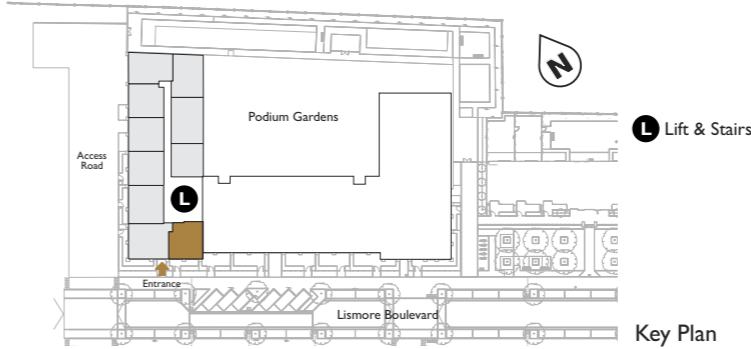 N
Podium Gardens
L Lift & Stairs
Access
Road
L
Entrance
Lismore Boulevard
Key Plan